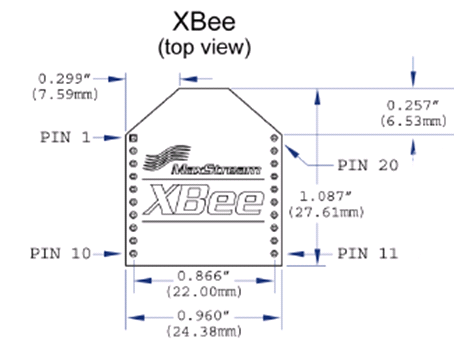 XBee
(top view)
0.299"
(7.59mm)
0.257"
(6.53mm)
PIN 1
PIN 20
MaxStream
XBee
1.087"
(27.61mm)
PIN 10
PIN 11
0.866"
(22.00mm)
0.960"
(24.38mm)